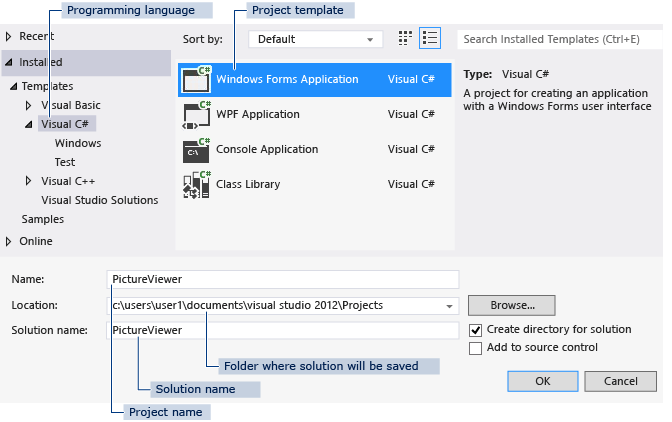 Programming language
Project template
Recent
Sort by: Default
Search Installed Templates (Ctrl+E)
Installed
Templates
Visual Basic
Visual C#
Windows
Test
Visual C++
Visual Studio Solutions
Samples
Online
C# Windows Forms Application Visual C#
C# WPF Application Visual C#
C# C:\ Console Application Visual C#
C# Class Library Visual C#
Type: Visual C#
A project for creating an application
with a Windows Forms user interface
Name: PictureViewer
Location: c:\users\user1\documents\visual studio 2012\Projects Browse...
Solution name: PictureViewer
Create directory for solution
Add to source control
Folder where solution will be saved
Solution name
Project name
OK Cancel